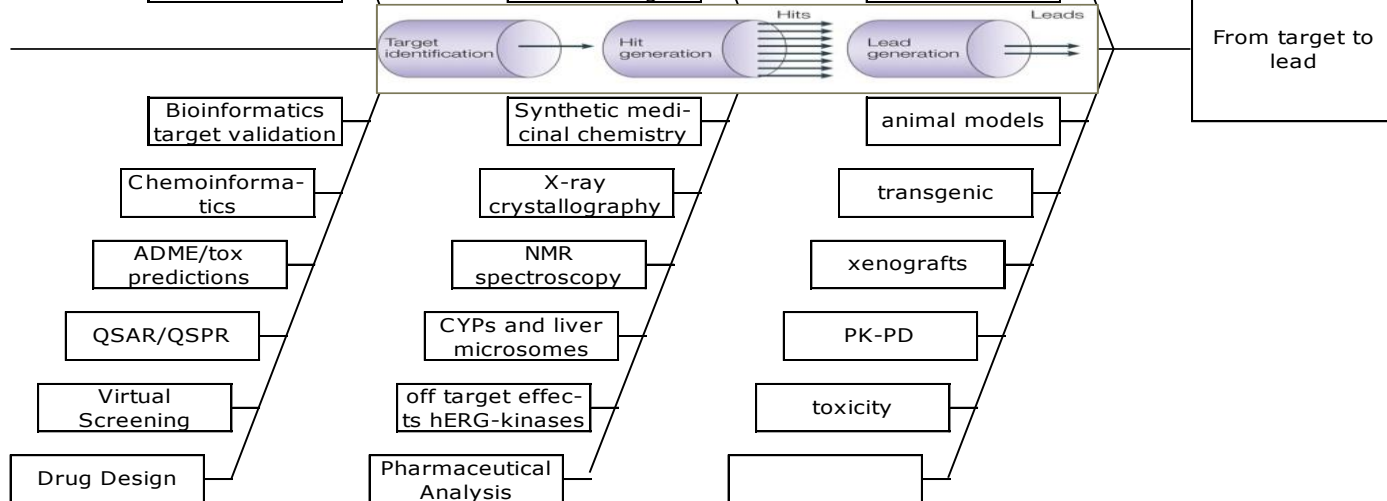 Hits
Leads
Target
identification
Hit
generation
Lead
generation
From target to
lead
Bioinformatics
target validation
Synthetic medi-
cinal chemistry
animal models
Chemoinforma-
tics
X-ray
crystallography
transgenic
ADME/tox
predictions
NMR
spectroscopy
xenografts
QSAR/QSPR
CYPs and liver
microsomes
PK-PD
Virtual
Screening
off target effec-
ts hERG-kinases
toxicity
Drug Design
Pharmaceutical
Analysis